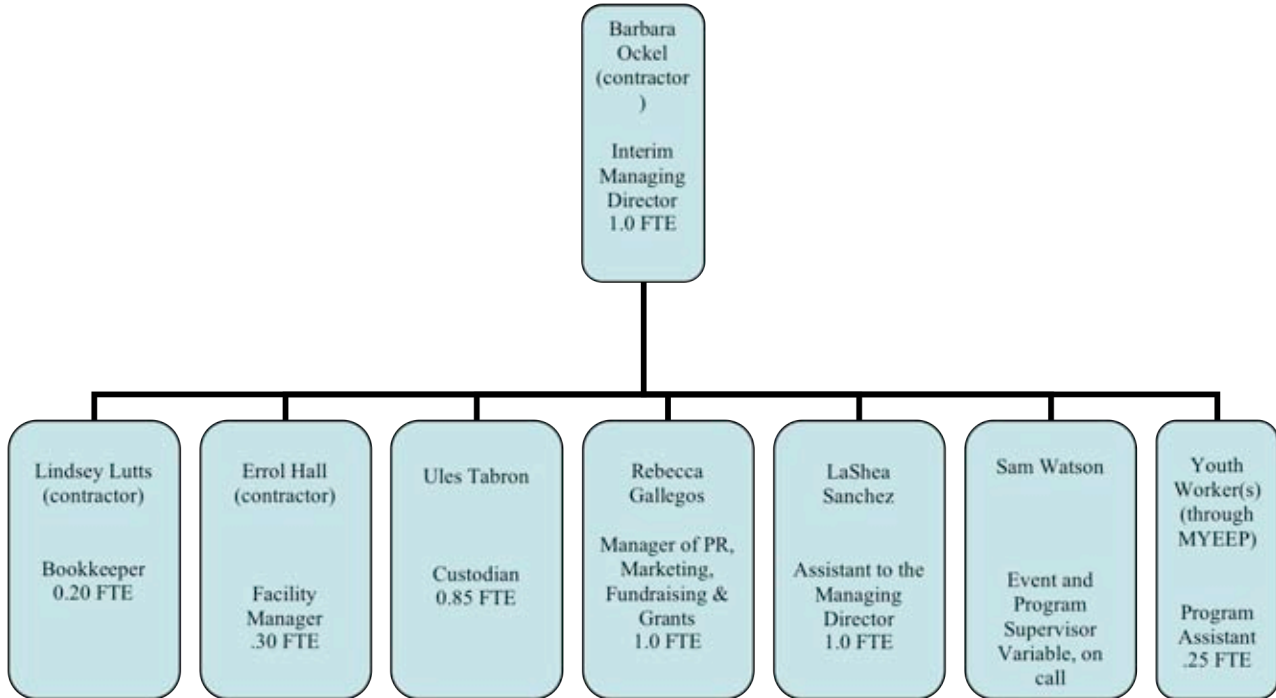 Barbara
Ockel
(contractor
)
Interim
Managing
Director
1.0 FTE
Lindsey Lutts
(contractor)
Bookkeeper
0.20 FTE
Errol Hall
(contractor)
Facility
Manager
.30 FTE
Ules Tabron
Custodian
0.85 FTE
Rebecca
Gallegos
Manager of PR,
Marketing,
Fundraising &
Grants
1.0 FTE
LaShea
Sanchez
Assistant to the
Managing
Director
1.0 FTE
Sam Watson
Event and
Program
Supervisor
Variable, on
call
Youth
Worker(s)
(through
MYEEP)
Program
Assistant
.25 FTE